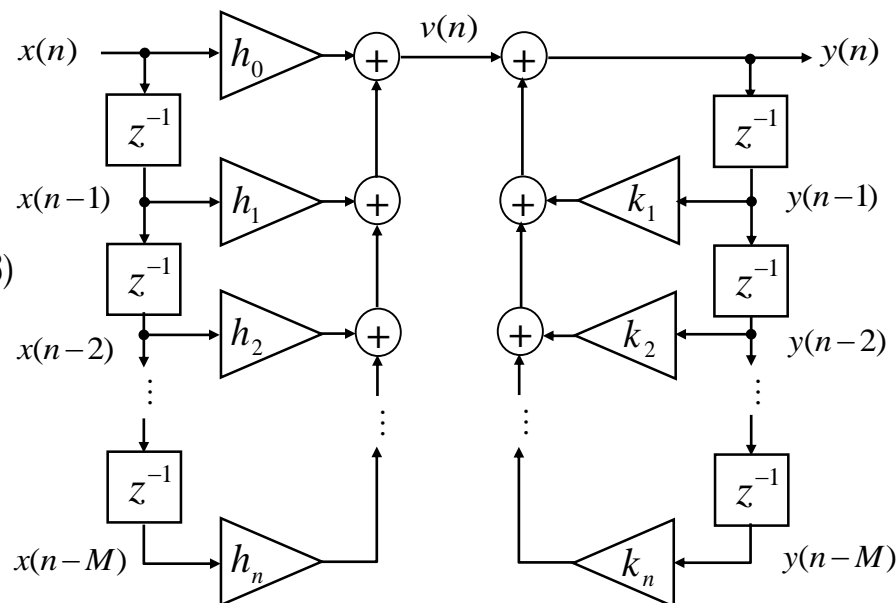 x(n) h₀ + v(n) + y(n)
z⁻¹ z⁻¹
x(n−1) h₁ + + k₁ y(n−1)
z⁻¹ z⁻¹
)
x(n−2) h₂ + + k₂ y(n−2)
⋮ ⋮ ⋮ ⋮
z⁻¹ z⁻¹
x(n−M) hₙ kₙ y(n−M)